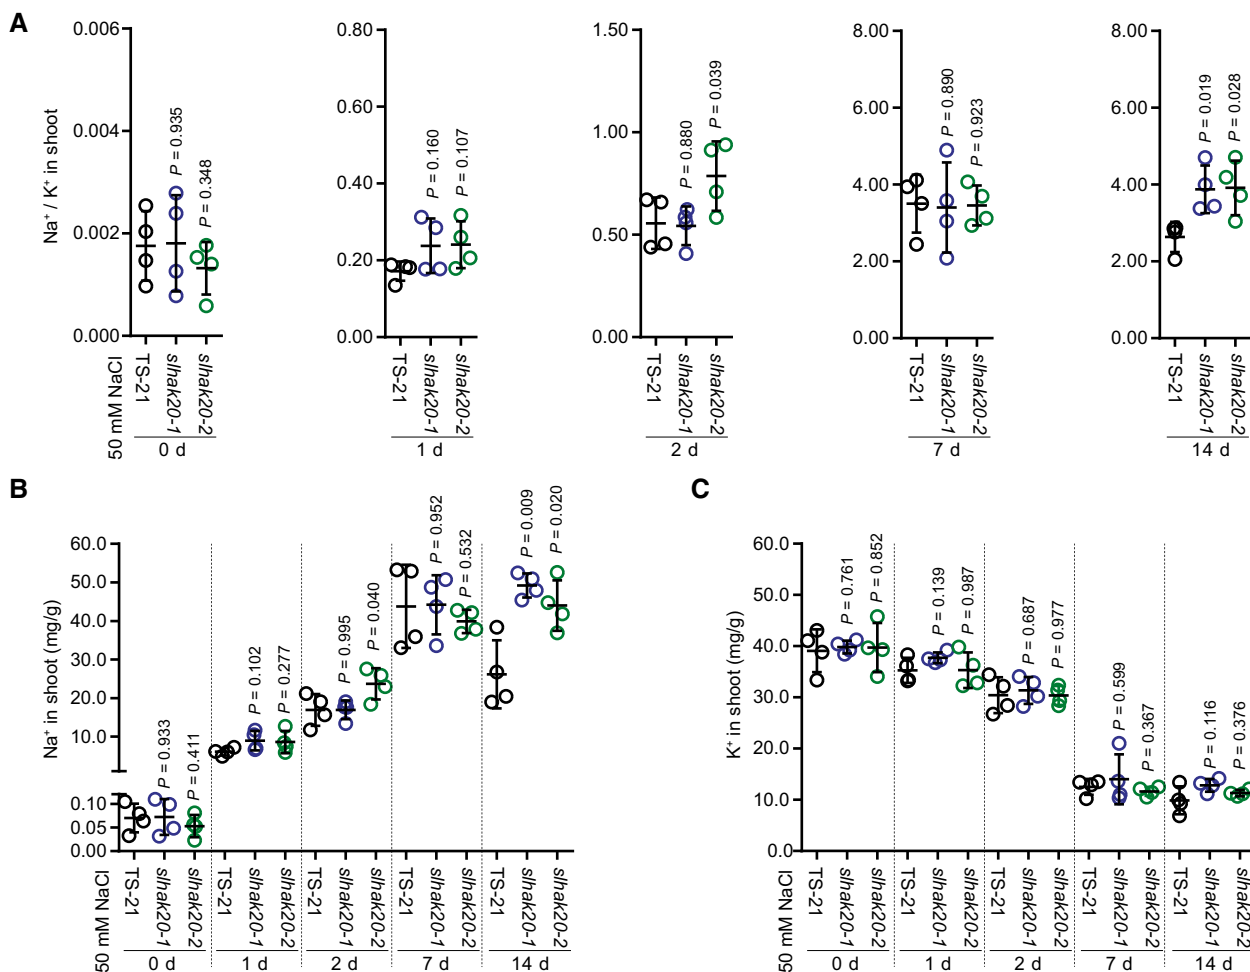 A
Na⁺ / K⁺ in shoot
0.006
0.004
0.002
0.000
P = 0.935
P = 0.348
50 mM NaCl
TS-21
slhak20-1
slhak20-2
0 d
0.80
0.60
0.40
0.20
0.00
P = 0.160
P = 0.107
TS-21
slhak20-1
slhak20-2
1 d
1.50
1.00
0.50
0.00
P = 0.880
P = 0.039
TS-21
slhak20-1
slhak20-2
2 d
8.00
6.00
4.00
2.00
0.00
P = 0.890
P = 0.923
TS-21
slhak20-1
slhak20-2
7 d
8.00
6.00
4.00
2.00
0.00
P = 0.019
P = 0.028
TS-21
slhak20-1
slhak20-2
14 d
B
Na⁺ in shoot (mg/g)
60.0
50.0
40.0
30.0
20.0
10.0
0.10
0.05
0.00
P = 0.933
P = 0.411
P = 0.102
P = 0.277
P = 0.995
P = 0.040
P = 0.952
P = 0.532
P = 0.009
P = 0.020
50 mM NaCl
TS-21
slhak20-1
slhak20-2
0 d
TS-21
slhak20-1
slhak20-2
1 d
TS-21
slhak20-1
slhak20-2
2 d
TS-21
slhak20-1
slhak20-2
7 d
TS-21
slhak20-1
slhak20-2
14 d
C
K⁺ in shoot (mg/g)
60.0
50.0
40.0
30.0
20.0
10.0
0.0
P = 0.761
P = 0.852
P = 0.139
P = 0.987
P = 0.687
P = 0.977
P = 0.599
P = 0.367
P = 0.116
P = 0.376
50 mM NaCl
TS-21
slhak20-1
slhak20-2
0 d
TS-21
slhak20-1
slhak20-2
1 d
TS-21
slhak20-1
slhak20-2
2 d
TS-21
slhak20-1
slhak20-2
7 d
TS-21
slhak20-1
slhak20-2
14 d